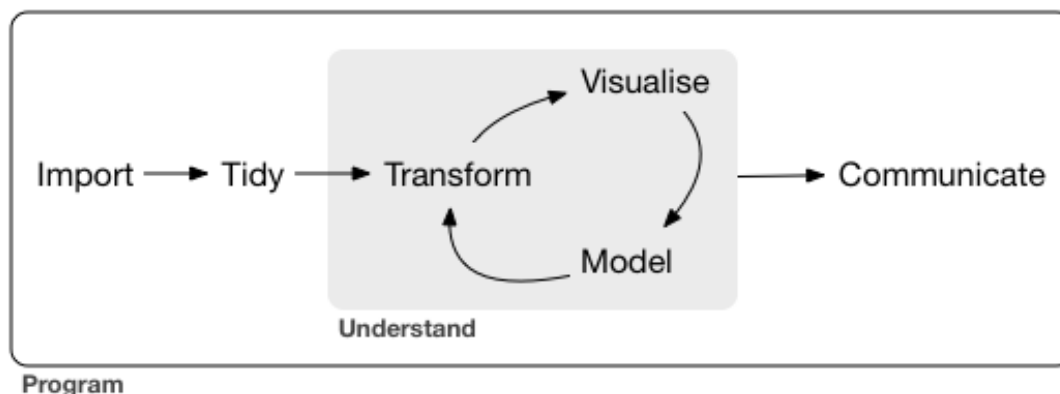 Visualise
Import Tidy Transform Communicate
Model
Understand
Program